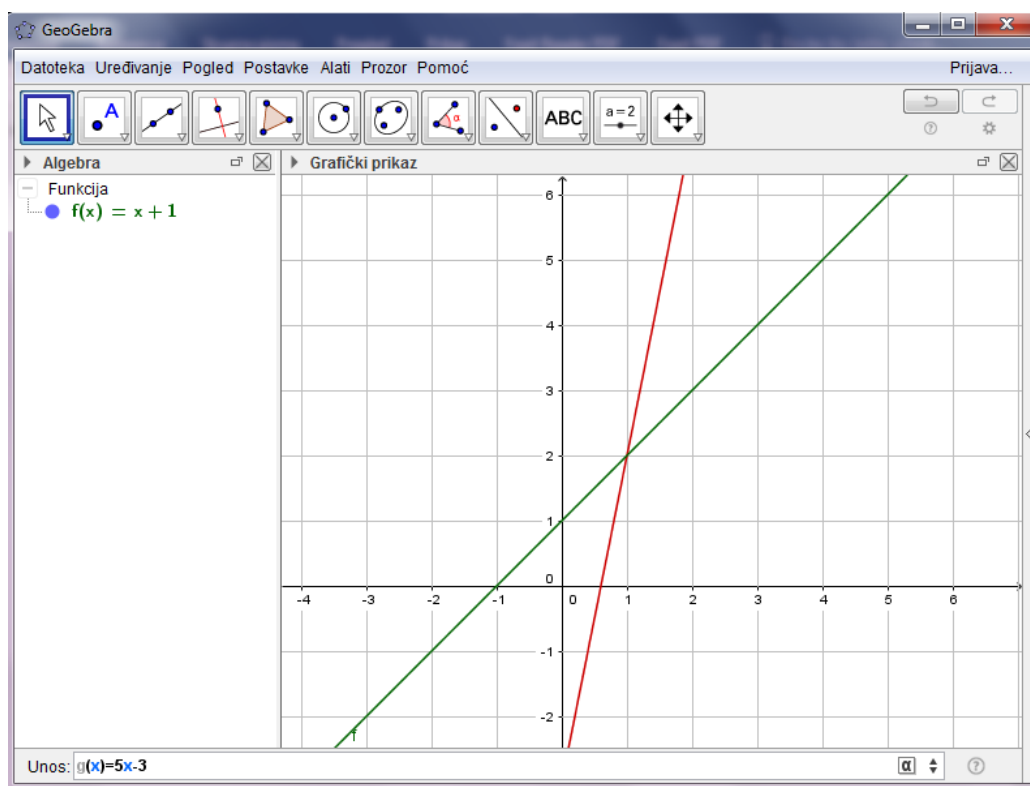 GeoGebra
Datoteka Uređivanje Pogled Postavke Alati Prozor Pomoć Prijava...
A α ABC a=2
Algebra
Grafički prikaz
Funkcija
f(x) = x + 1
6
5
4
3
2
1
0
-4 -3 -2 -1 0 1 2 3 4 5 6
-1
-2
f
Unos: g(x)=5x-3 α